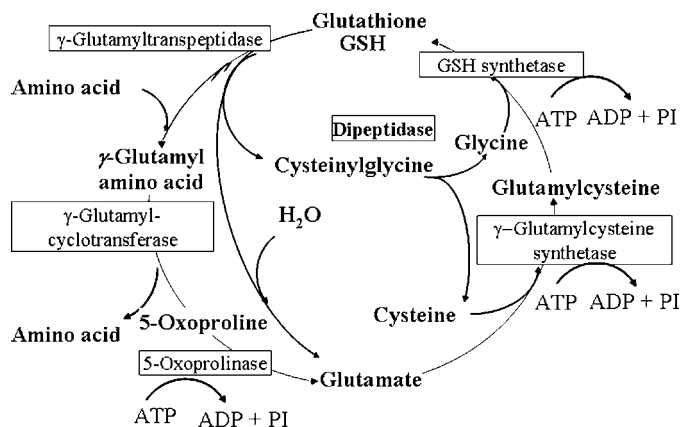 γ-Glutamyltranspeptidase
Glutathione
GSH
GSH synthetase
Amino acid
ATP ADP + PI
Dipeptidase
Glycine
γ-Glutamyl
amino acid
Cysteinylglycine
Glutamylcysteine
γ-Glutamyl-
cyclotransferase
H₂O
γ–Glutamylcysteine
synthetase
ATP ADP + PI
Cysteine
5-Oxoproline
Amino acid
5-Oxoprolinase
Glutamate
ATP ADP + PI